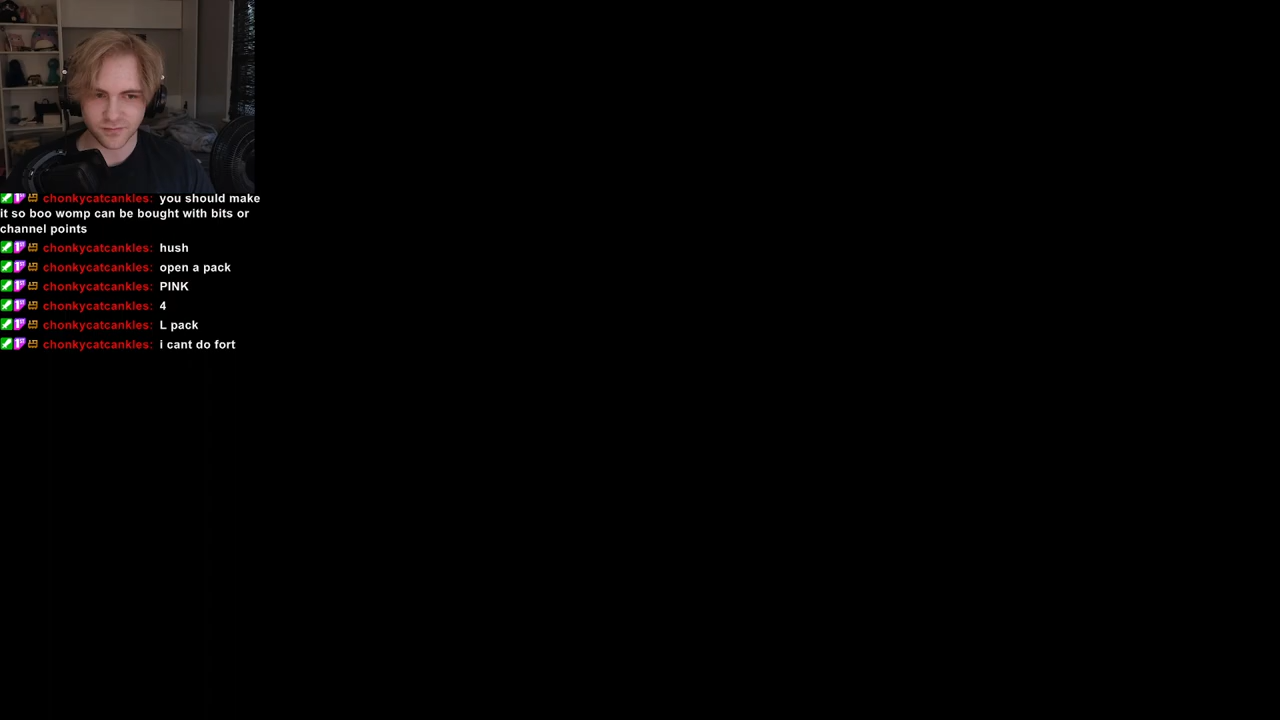 chonkycatcankles: you should make
it so boo womp can be bought with bits or
channel points
chonkycatcankles: hush
chonkycatcankles: open a pack
chonkycatcankles: PINK
chonkycatcankles: 4
chonkycatcankles: L pack
chonkycatcankles: i cant do fort